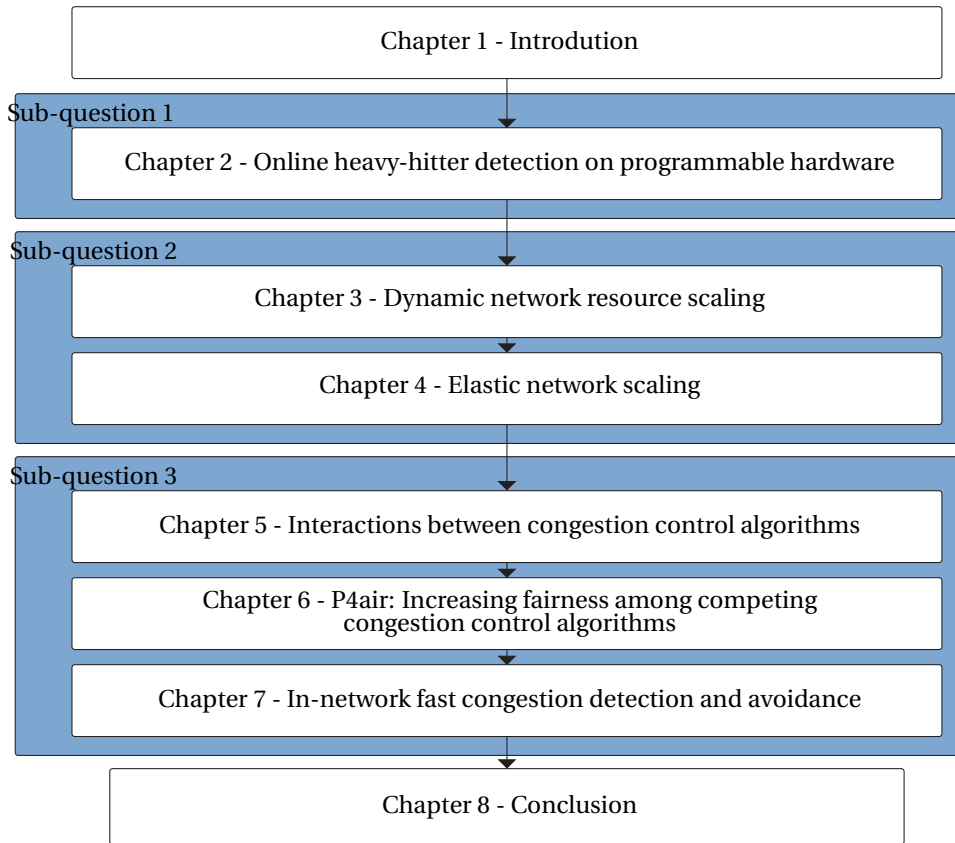 Chapter 1 - Introdution
Sub-question 1
Chapter 2 - Online heavy-hitter detection on programmable hardware
Sub-question 2
Chapter 3 - Dynamic network resource scaling
Chapter 4 - Elastic network scaling
Sub-question 3
Chapter 5 - Interactions between congestion control algorithms
Chapter 6 - P4air: Increasing fairness among competing
congestion control algorithms
Chapter 7 - In-network fast congestion detection and avoidance
Chapter 8 - Conclusion